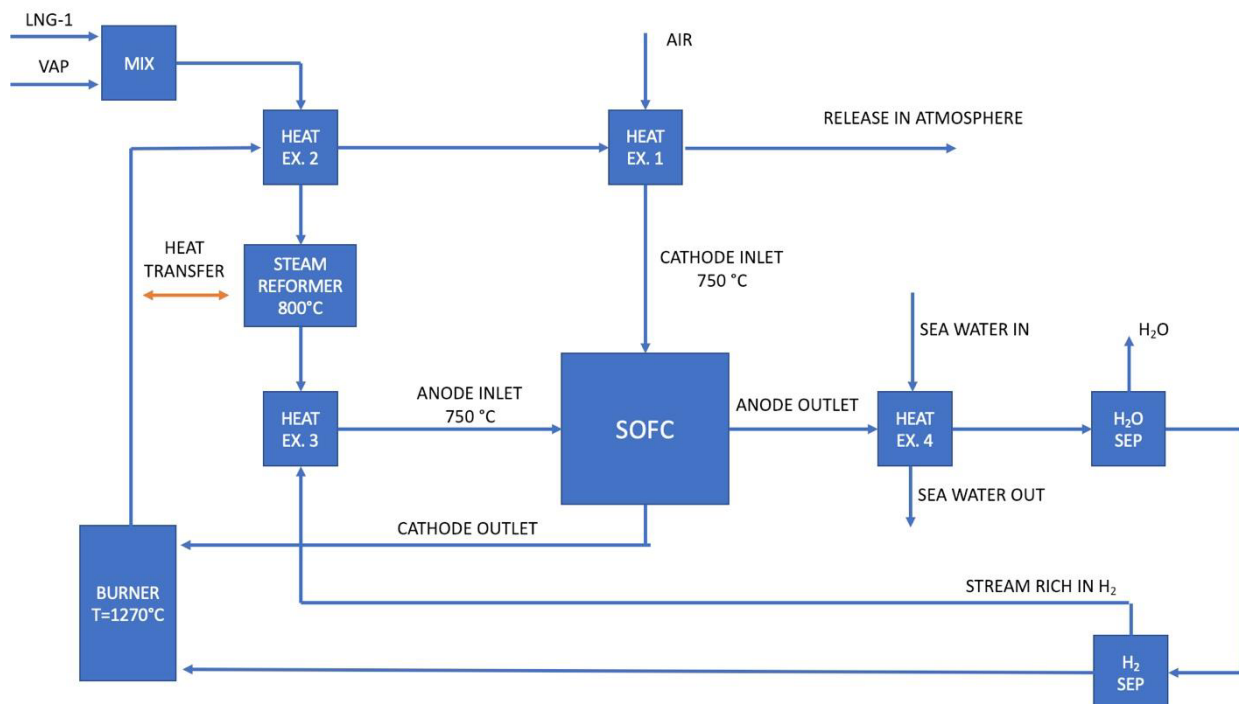 LNG-1
VAP
MIX
AIR
HEAT
EX. 2
HEAT
EX. 1
RELEASE IN ATMOSPHERE
HEAT
TRANSFER
STEAM
REFORMER
800°C
CATHODE INLET
750 °C
SEA WATER IN
H₂O
ANODE INLET
750 °C
HEAT
EX. 3
SOFC
ANODE OUTLET
HEAT
EX. 4
H₂O
SEP
SEA WATER OUT
CATHODE OUTLET
BURNER
T=1270°C
STREAM RICH IN H₂
H₂
SEP